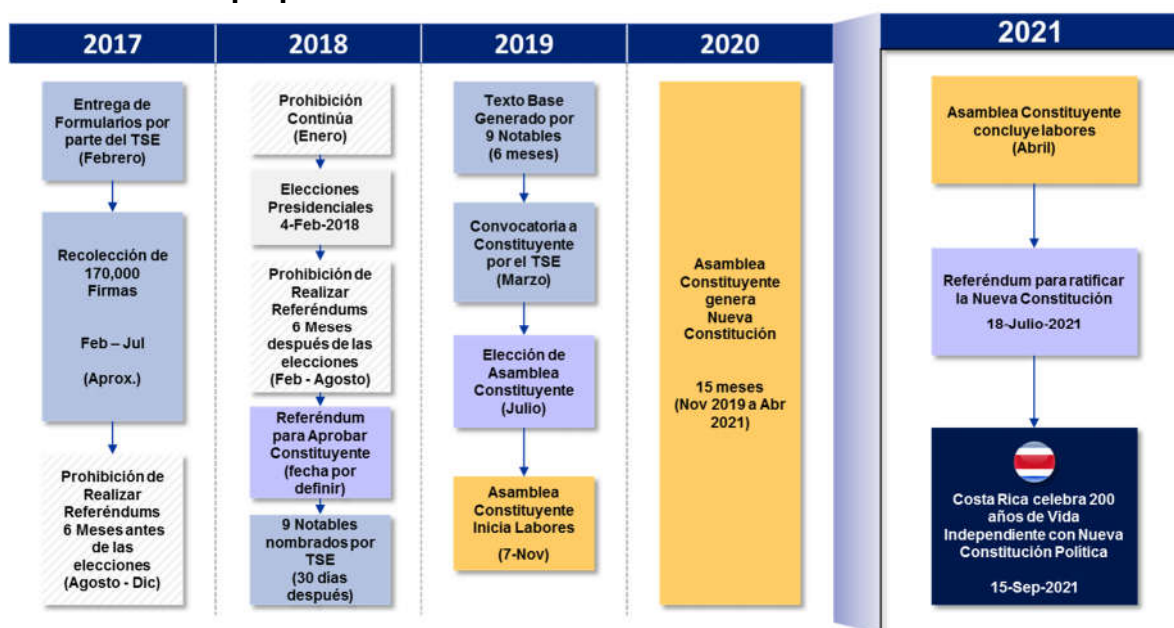 2017
Entrega de
Formularios por
parte del TSE
(Febrero)
Recolección de
170,000
Firmas
Feb – Jul
(Aprox.)
Prohibición de
Realizar
Referéndums
6 Meses antes
de las
elecciones
(Agosto - Dic)
2018
Prohibición
Continúa
(Enero)
Elecciones
Presidenciales
4-Feb-2018
Prohibición de
Realizar
Referéndums
6 Meses
después de las
elecciones
(Feb - Agosto)
Referéndum
para Aprobar
Constituyente
(fecha por
definir)
9 Notables
nombrados por
TSE
(30 días
después)
2019
Texto Base
Generado por
9 Notables
(6 meses)
Convocatoria a
Constituyente
por el TSE
(Marzo)
Elección de
Asamblea
Constituyente
(Julio)
Asamblea
Constituyente
Inicia Labores
(7-Nov)
2020
Asamblea
Constituyente
genera
Nueva
Constitución
15 meses
(Nov 2019 a Abr
2021)
2021
Asamblea Constituyente
concluye labores
(Abril)
Referéndum para ratificar
la Nueva Constitución
18-Julio-2021
Costa Rica celebra 200
años de Vida
Independiente con Nueva
Constitución Política
15-Sep-2021